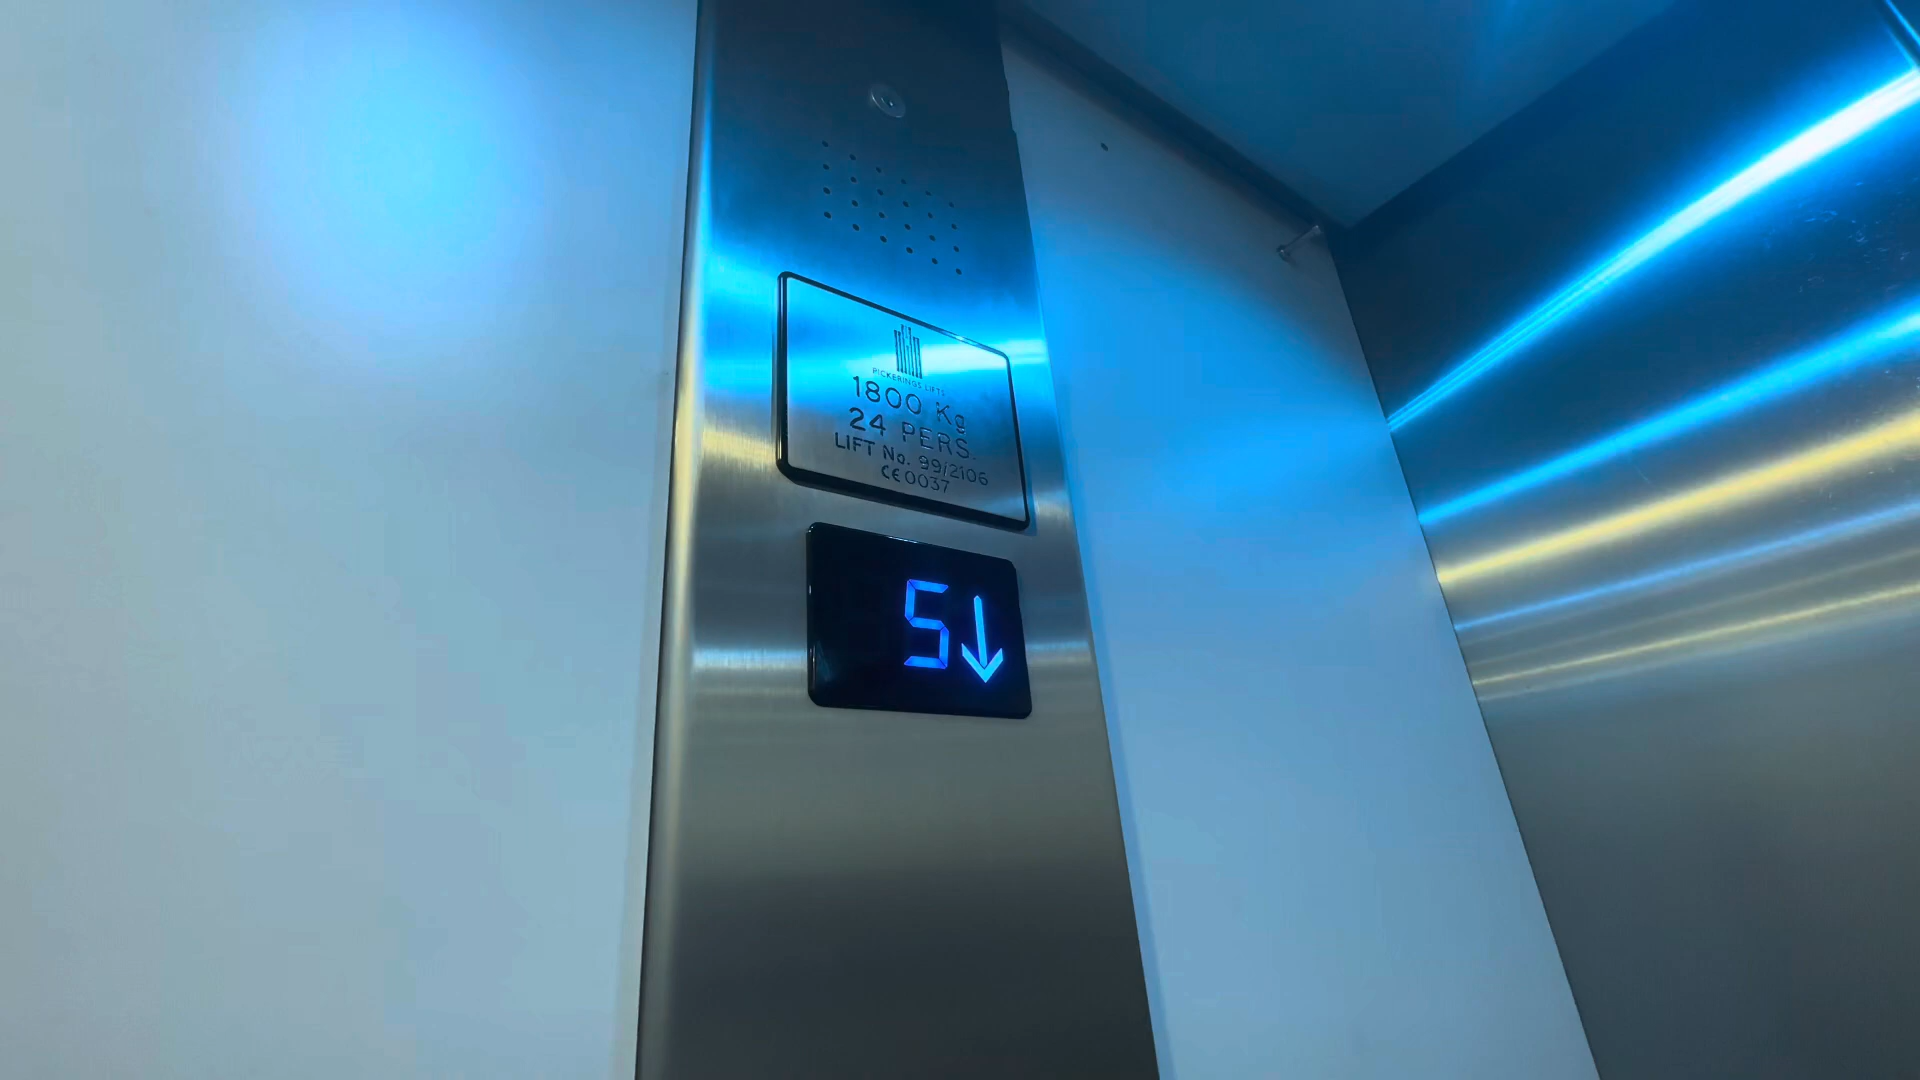 PICKERINGS LIFTS
1800 Kg
24 PERS.
LIFT No. 99/2106
CE 0037
5↓